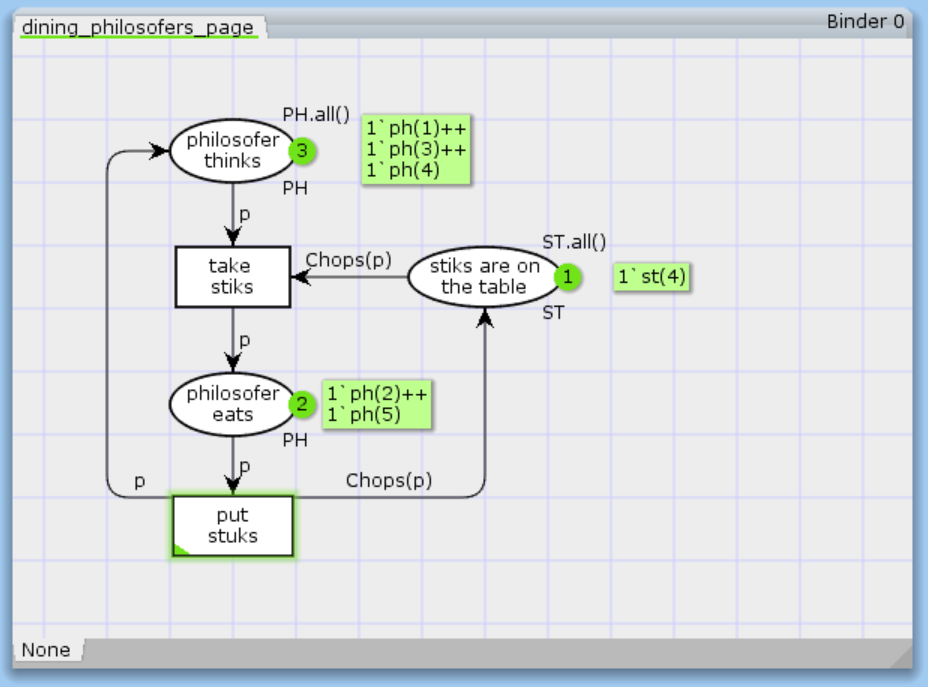 dining_philosofers_page
Binder 0
PH.all()
philosofer
thinks
3
1`ph(1)++
1`ph(3)++
1`ph(4)
PH
p
take
stiks
Chops(p)
ST.all()
stiks are on
the table
1
1`st(4)
ST
p
philosofer
eats
2
1`ph(2)++
1`ph(5)
PH
p
p
Chops(p)
put
stuks
None